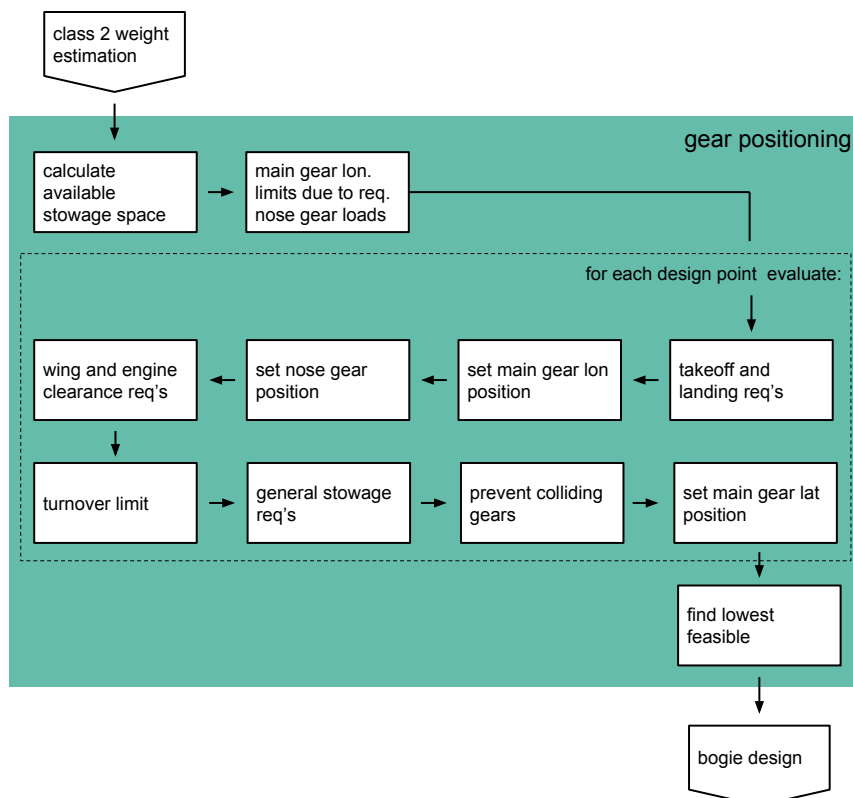 class 2 weight
estimation
gear positioning
calculate
available
stowage space
main gear lon.
limits due to req.
nose gear loads
for each design point evaluate:
takeoff and
landing req's
set main gear lon
position
set nose gear
position
wing and engine
clearance req's
turnover limit
general stowage
req's
prevent colliding
gears
set main gear lat
position
find lowest
feasible
bogie design